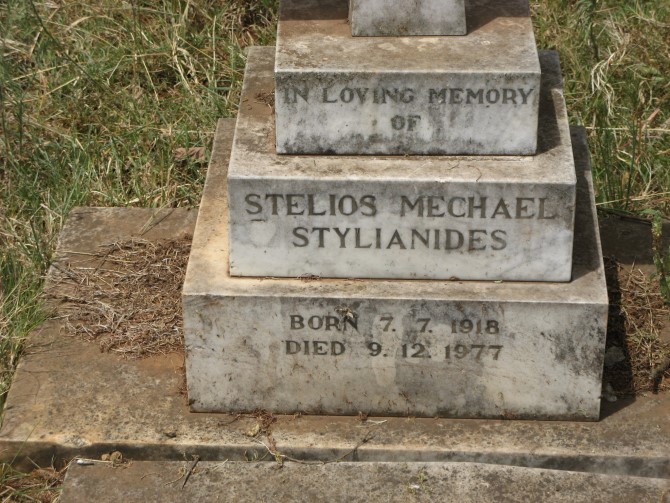 IN LOVING MEMORY
OF
STELIOS MECHAEL
STYLIANIDES
BORN 7. 7. 1918
DIED 9. 12. 1977